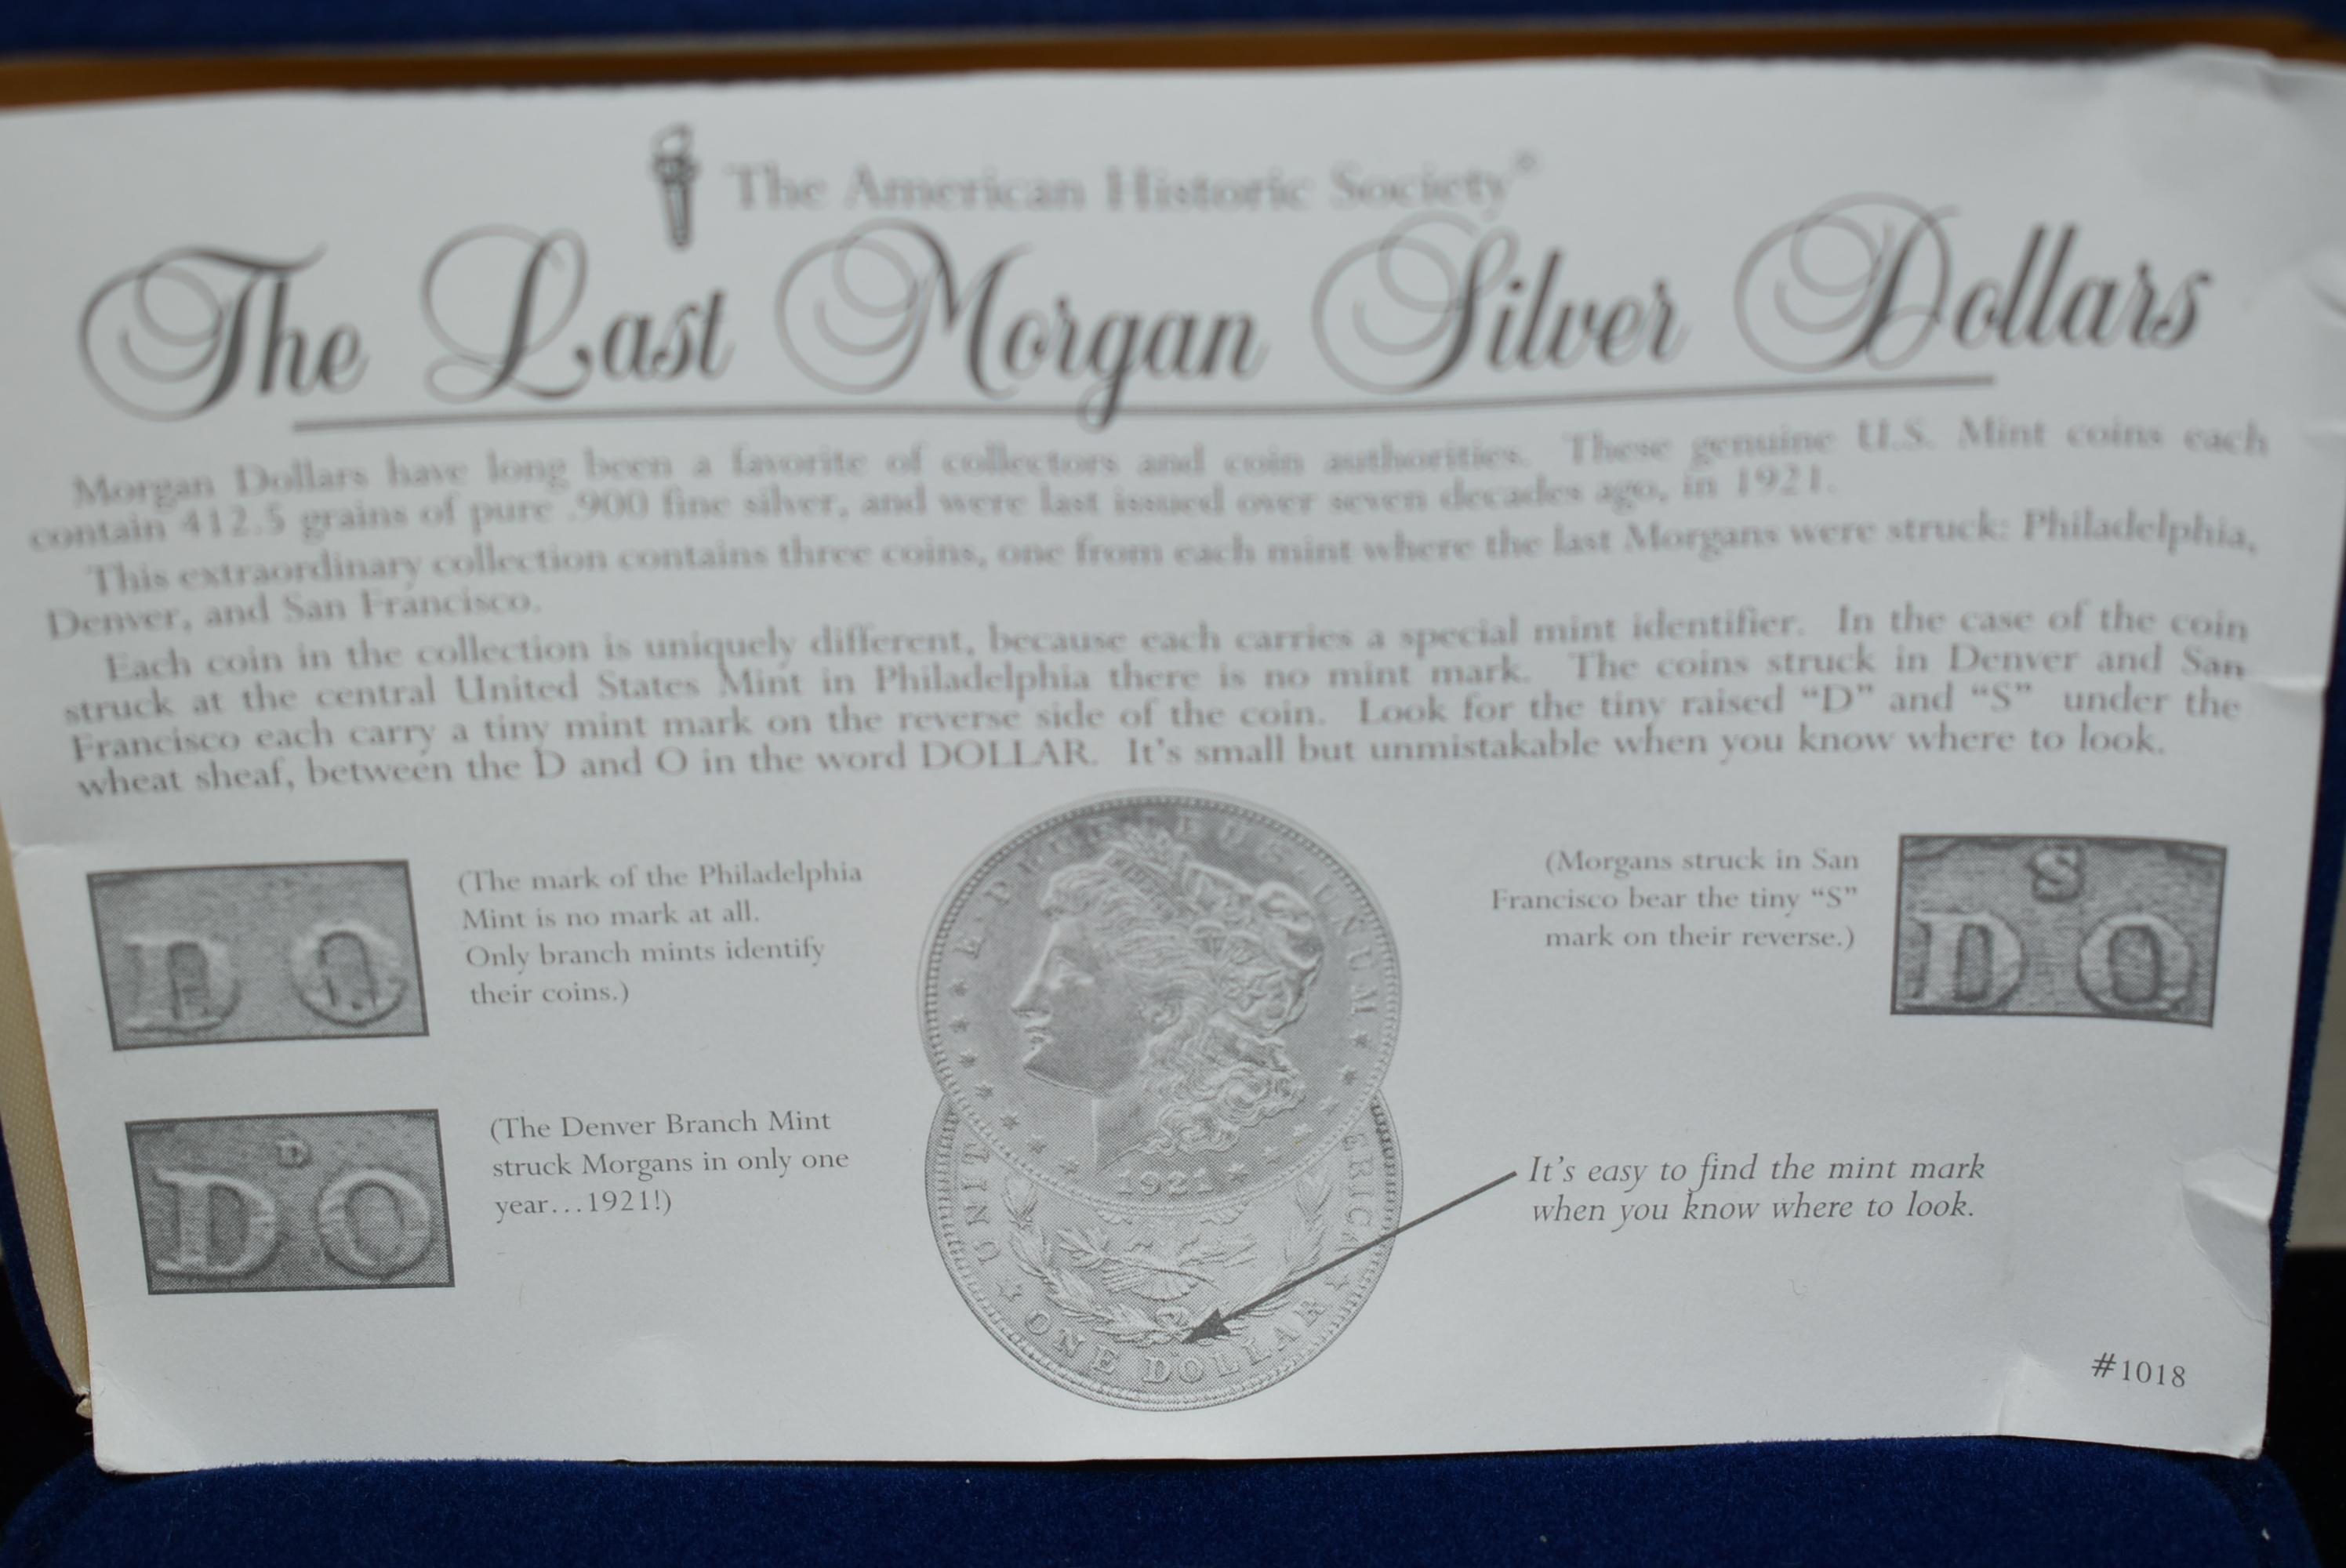 The American Historic Society®
The Last Morgan Silver Dollars
Morgan Dollars have long been a favorite of collectors and coin authorities. These genuine U.S. Mint coins each
contain 412.5 grains of pure .900 fine silver, and were last issued over seven decades ago, in 1921.
This extraordinary collection contains three coins, one from each mint where the last Morgans were struck: Philadelphia,
Denver, and San Francisco.
Each coin in the collection is uniquely different, because each carries a special mint identifier. In the case of the coin
struck at the central United States Mint in Philadelphia there is no mint mark. The coins struck in Denver and San
Francisco each carry a tiny mint mark on the reverse side of the coin. Look for the tiny raised “D” and “S” under the
wheat sheaf, between the D and O in the word DOLLAR. It’s small but unmistakable when you know where to look.
D O
(The mark of the Philadelphia
Mint is no mark at all.
Only branch mints identify
their coins.)
D
D O
(The Denver Branch Mint
struck Morgans in only one
year...1921!)
E · PLURIBUS · UNUM
1921
UNIT
ERICA
ONE DOLLAR
(Morgans struck in San
Francisco bear the tiny “S”
mark on their reverse.)
S
D O
It’s easy to find the mint mark
when you know where to look.
#1018